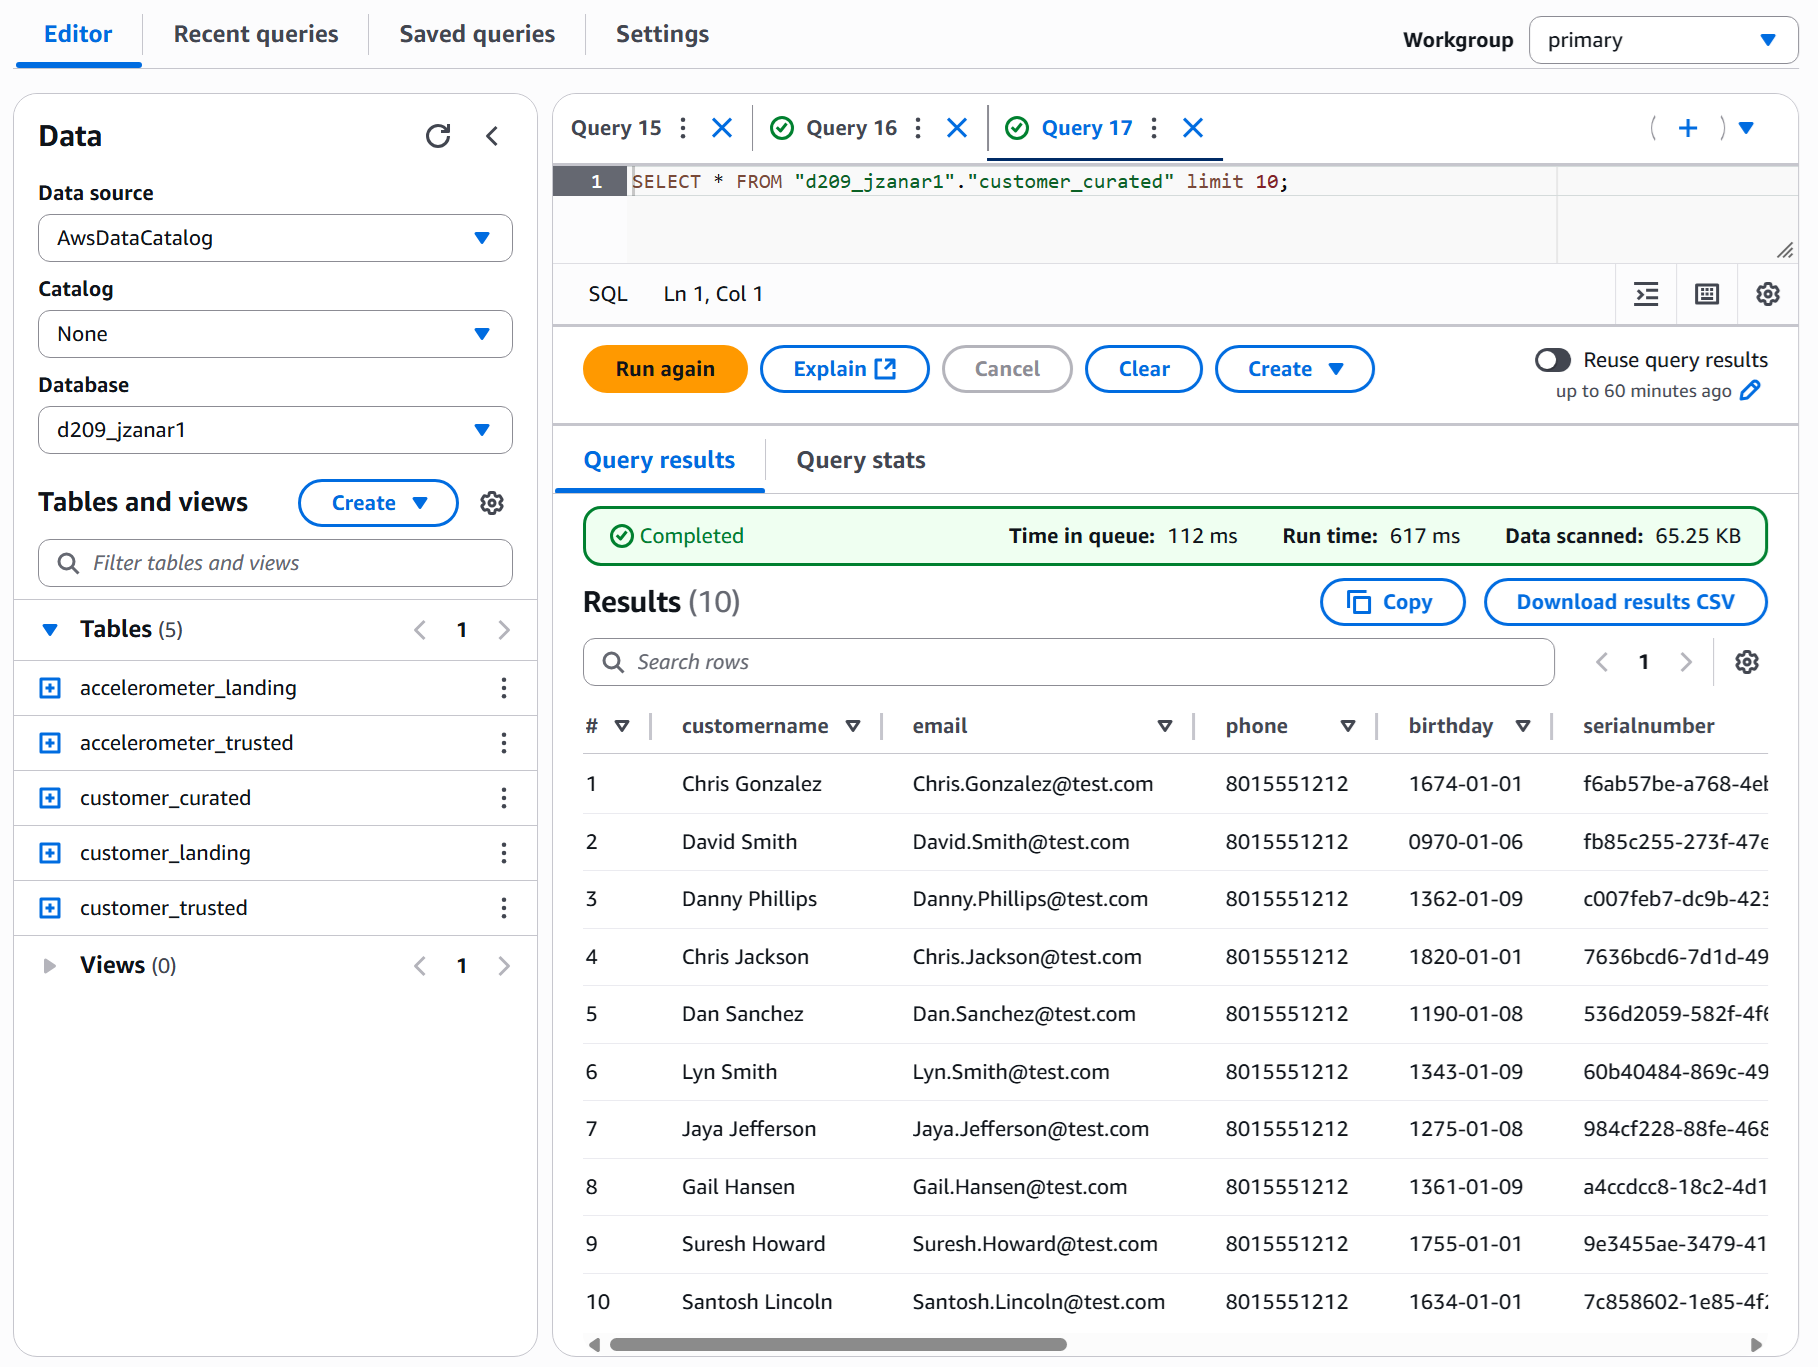 Editor Recent queries Saved queries Settings Workgroup primary
Data
Data source
AwsDataCatalog
Catalog
None
Database
d209_jzanar1
Tables and views Create
Filter tables and views
Tables (5) 1
accelerometer_landing
accelerometer_trusted
customer_curated
customer_landing
customer_trusted
Views (0) 1
Query 15 Query 16 Query 17
1 SELECT * FROM "d209_jzanar1"."customer_curated" limit 10;
SQL Ln 1, Col 1
Run again Explain Cancel Clear Create Reuse query results
up to 60 minutes ago
Query results Query stats
Completed Time in queue: 112 ms Run time: 617 ms Data scanned: 65.25 KB
Results (10) Copy Download results CSV
Search rows 1
# customername email phone birthday serialnumber
1 Chris Gonzalez Chris.Gonzalez@test.com 8015551212 1674-01-01 f6ab57be-a768-4eb
2 David Smith David.Smith@test.com 8015551212 0970-01-06 fb85c255-273f-47e
3 Danny Phillips Danny.Phillips@test.com 8015551212 1362-01-09 c007feb7-dc9b-423
4 Chris Jackson Chris.Jackson@test.com 8015551212 1820-01-01 7636bcd6-7d1d-49
5 Dan Sanchez Dan.Sanchez@test.com 8015551212 1190-01-08 536d2059-582f-4f6
6 Lyn Smith Lyn.Smith@test.com 8015551212 1343-01-09 60b40484-869c-49
7 Jaya Jefferson Jaya.Jefferson@test.com 8015551212 1275-01-08 984cf228-88fe-468
8 Gail Hansen Gail.Hansen@test.com 8015551212 1361-01-09 a4ccdcc8-18c2-4d1
9 Suresh Howard Suresh.Howard@test.com 8015551212 1755-01-01 9e3455ae-3479-41
10 Santosh Lincoln Santosh.Lincoln@test.com 8015551212 1634-01-01 7c858602-1e85-4f2